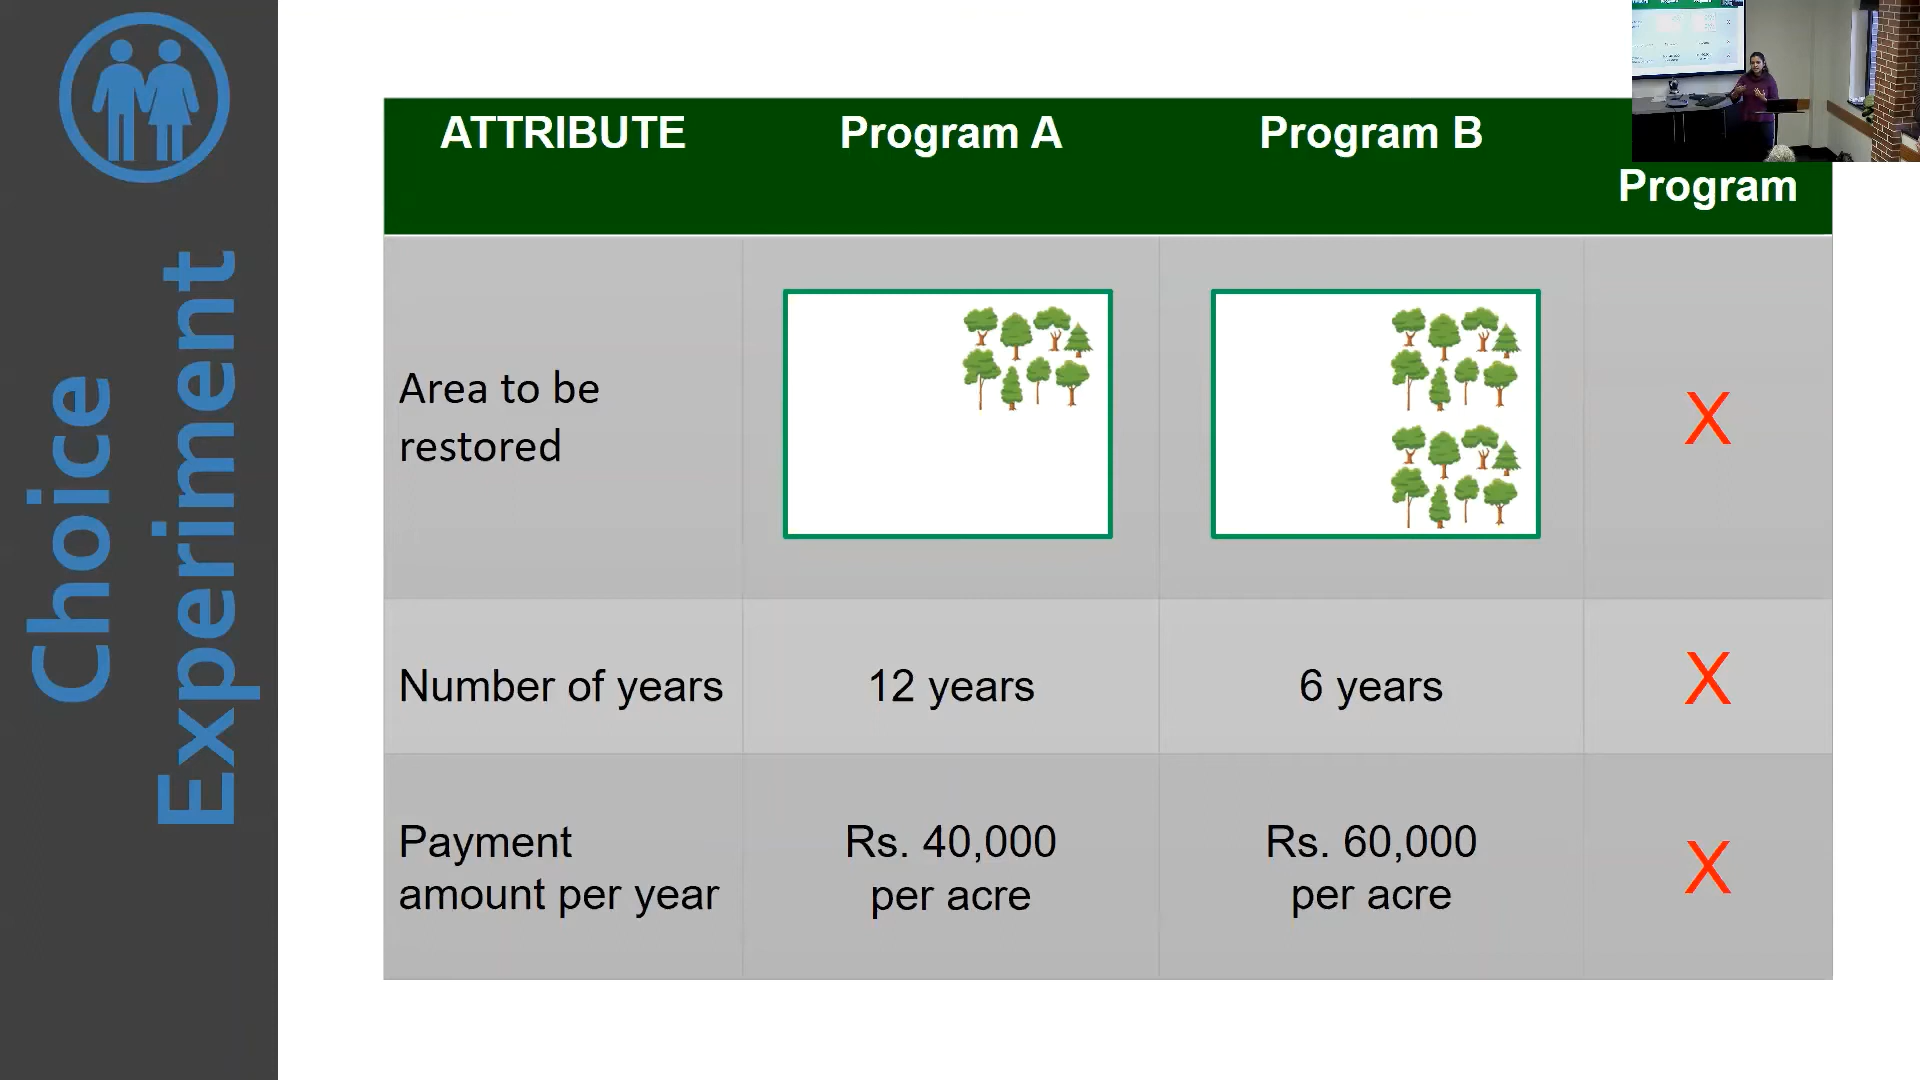 Choice
Experiment
ATTRIBUTE
Program A
Program B
Program
Area to be
restored
X
Number of years
12 years
6 years
X
Payment
amount per year
Rs. 40,000
per acre
Rs. 60,000
per acre
X